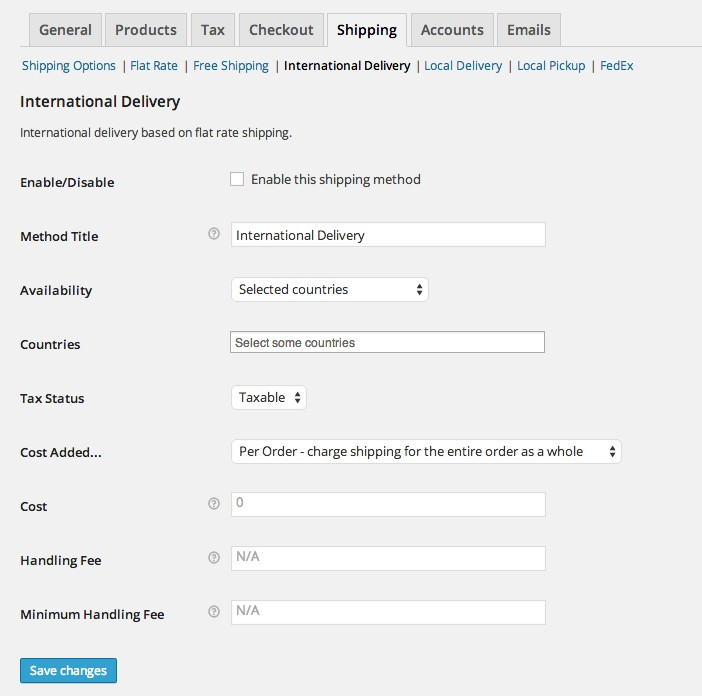 General Products Tax Checkout Shipping Accounts Emails
Shipping Options | Flat Rate | Free Shipping | International Delivery | Local Delivery | Local Pickup | FedEx
International Delivery
International delivery based on flat rate shipping.
Enable/Disable Enable this shipping method
Method Title ? International Delivery
Availability Selected countries
Countries Select some countries
Tax Status Taxable
Cost Added... Per Order - charge shipping for the entire order as a whole
Cost ? 0
Handling Fee ? N/A
Minimum Handling Fee ? N/A
Save changes